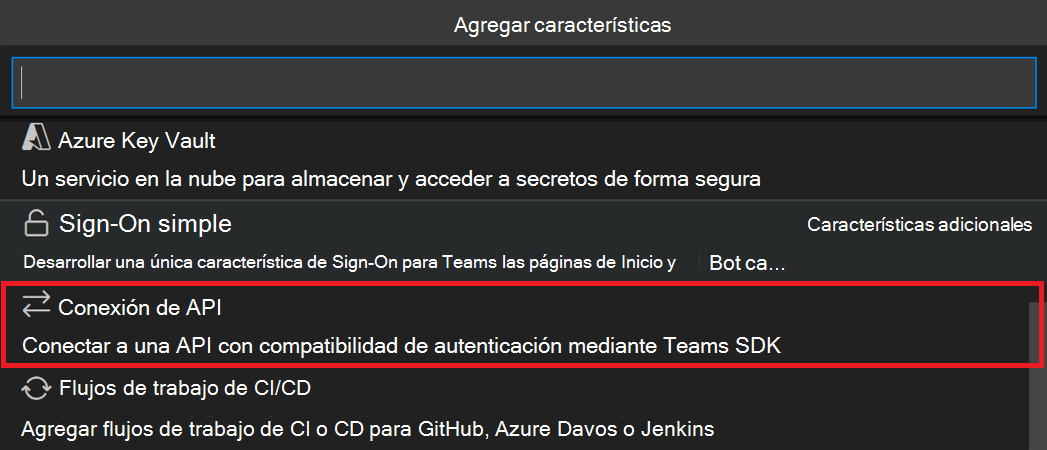 Agregar características
Azure Key Vault
Un servicio en la nube para almacenar y acceder a secretos de forma segura
Sign-On simple
Características adicionales
Desarrollar una única característica de Sign-On para Teams las páginas de Inicio y
Bot ca...
Conexión de API
Conectar a una API con compatibilidad de autenticación mediante Teams SDK
Flujos de trabajo de CI/CD
Agregar flujos de trabajo de CI o CD para GitHub, Azure Davos o Jenkins